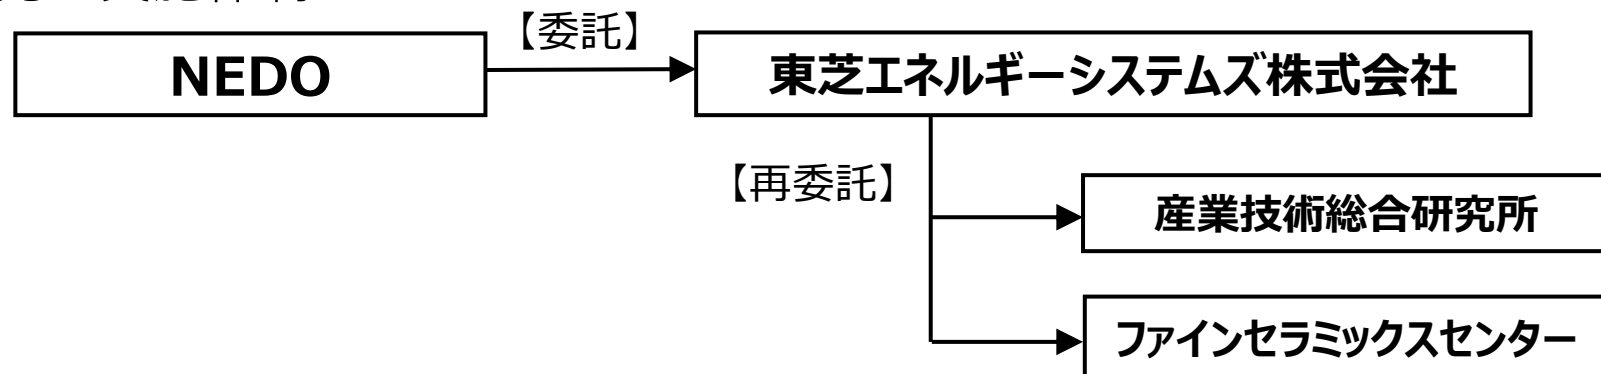 【委託】
NEDO
東芝エネルギーシステムズ株式会社
【再委託】
産業技術総合研究所
ファインセラミックスセンター